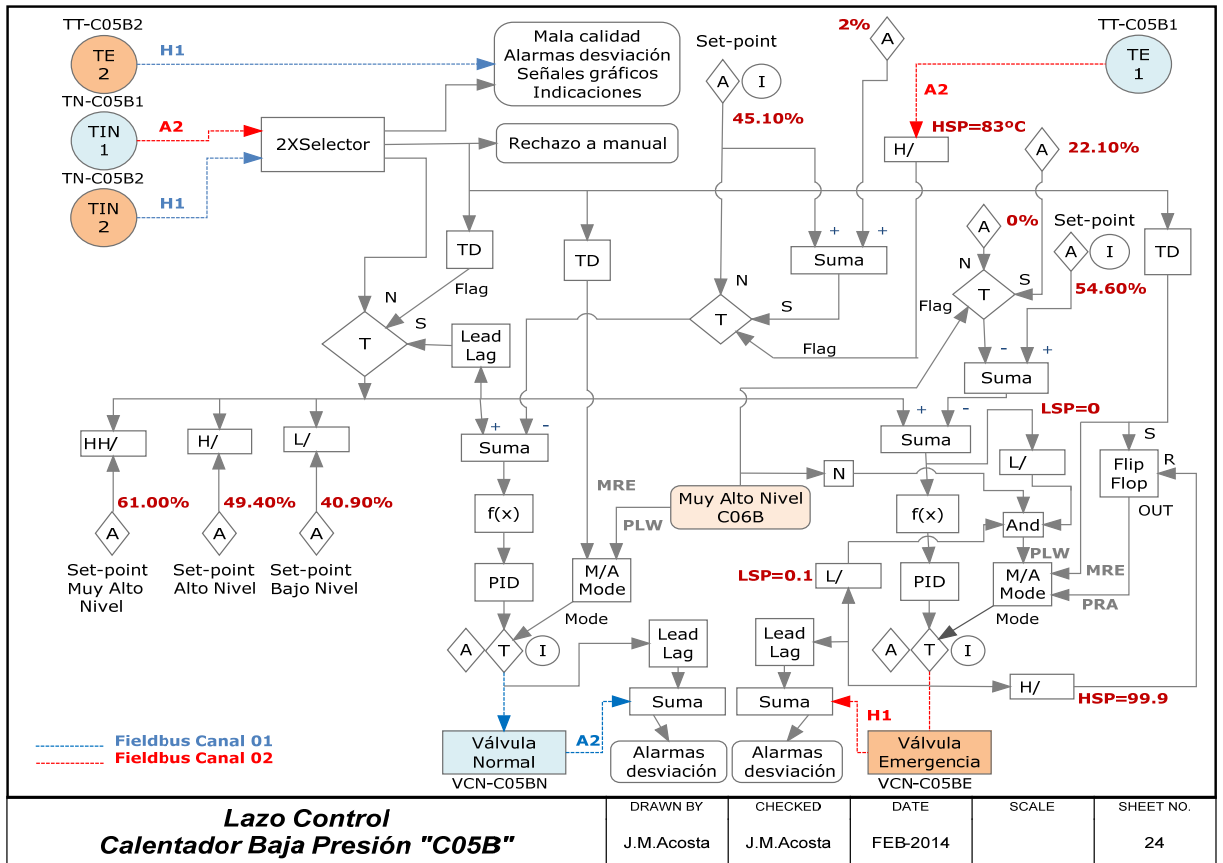 TT-C05B2
TE
2
H1
TN-C05B1
TIN
1
A2
TN-C05B2
TIN
2
H1
2XSelector
Mala calidad
Alarmas desviación
Señales gráficos
Indicaciones
Rechazo a manual
Set-point
A
I
45.10%
2%
A
TT-C05B1
TE
1
A2
HSP=83ºC
H/
A
22.10%
A
0%
Set-point
A
I
54.60%
TD
TD
TD
+
+
Suma
N
S
T
Flag
N
S
T
Flag
N
S
T
Flag
Lead
Lag
-
+
Suma
HH/
H/
L/
61.00%
49.40%
40.90%
A
A
A
Set-point
Muy Alto
Nivel
Set-point
Alto Nivel
Set-point
Bajo Nivel
+
-
Suma
f(x)
PID
MRE
PLW
M/A
Mode
Mode
A
T
I
Muy Alto Nivel
C06B
N
+
-
Suma
LSP=0
L/
f(x)
And
PLW
PID
M/A
Mode
MRE
PRA
Mode
S
Flip
Flop
R
OUT
LSP=0.1
L/
A
T
I
H/
HSP=99.9
Lead
Lag
Suma
Alarmas
desviación
Lead
Lag
Suma
Alarmas
desviación
A2
H1
Válvula
Normal
VCN-C05BN
Válvula
Emergencia
VCN-C05BE
Fieldbus Canal 01
Fieldbus Canal 02
Lazo Control
Calentador Baja Presión "C05B"
DRAWN BY
J.M.Acosta
CHECKED
J.M.Acosta
DATE
FEB-2014
SCALE
SHEET NO.
24